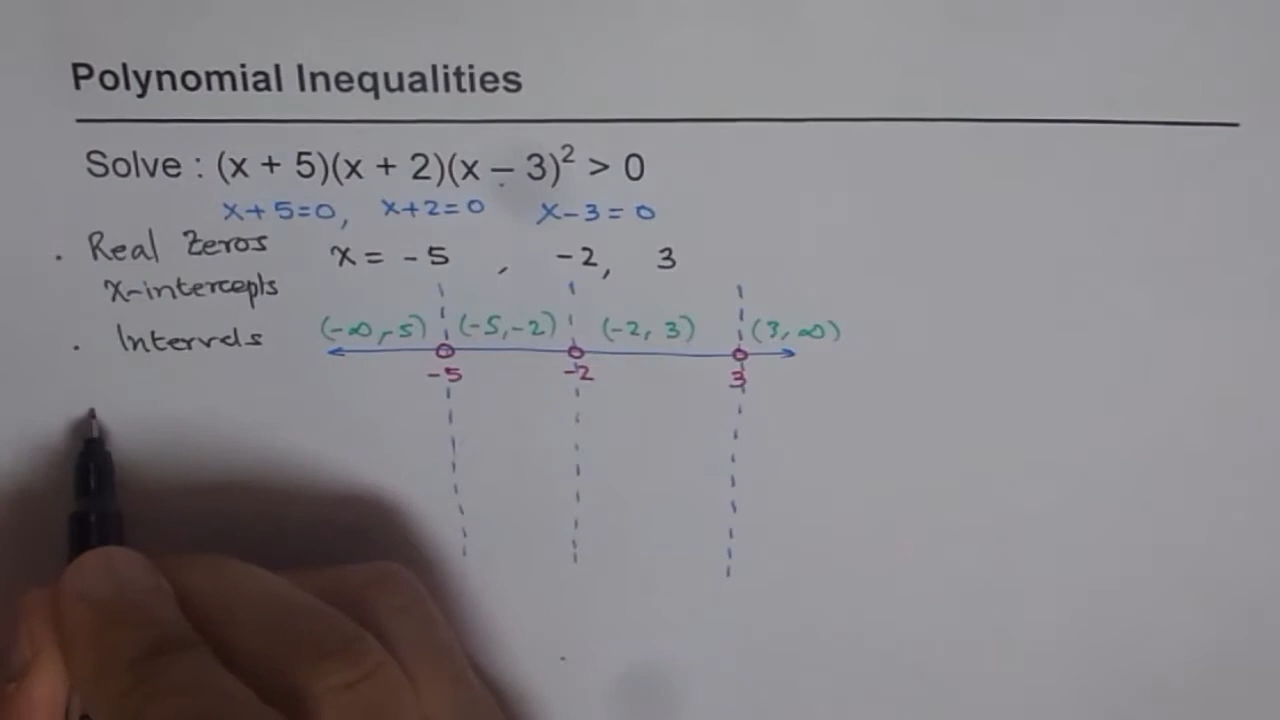 Polynomial Inequalities
Solve : (x + 5)(x + 2)(x – 3)² > 0
x+5=0, x+2=0 x-3=0
. Real Zeros x = -5 , -2, 3
x-intercepts
. Intervals (-∞,-5) (-5,-2) (-2, 3) (3, ∞)
-5 -2 3